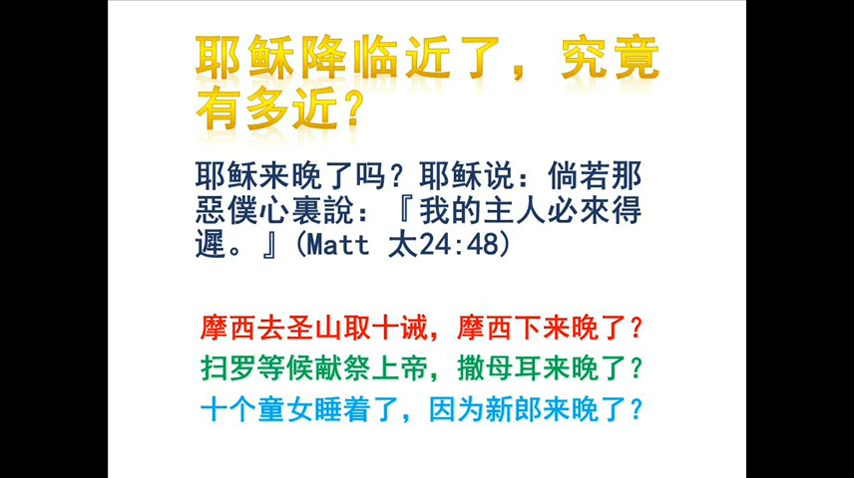 耶稣降临近了，究竟
有多近？
耶稣来晚了吗？耶稣说：倘若那
惡僕心裏說：『我的主人必來得
遲。』(Matt 太24:48)
摩西去圣山取十诫，摩西下来晚了？
扫罗等候献祭上帝，撒母耳来晚了？
十个童女睡着了，因为新郎来晚了？